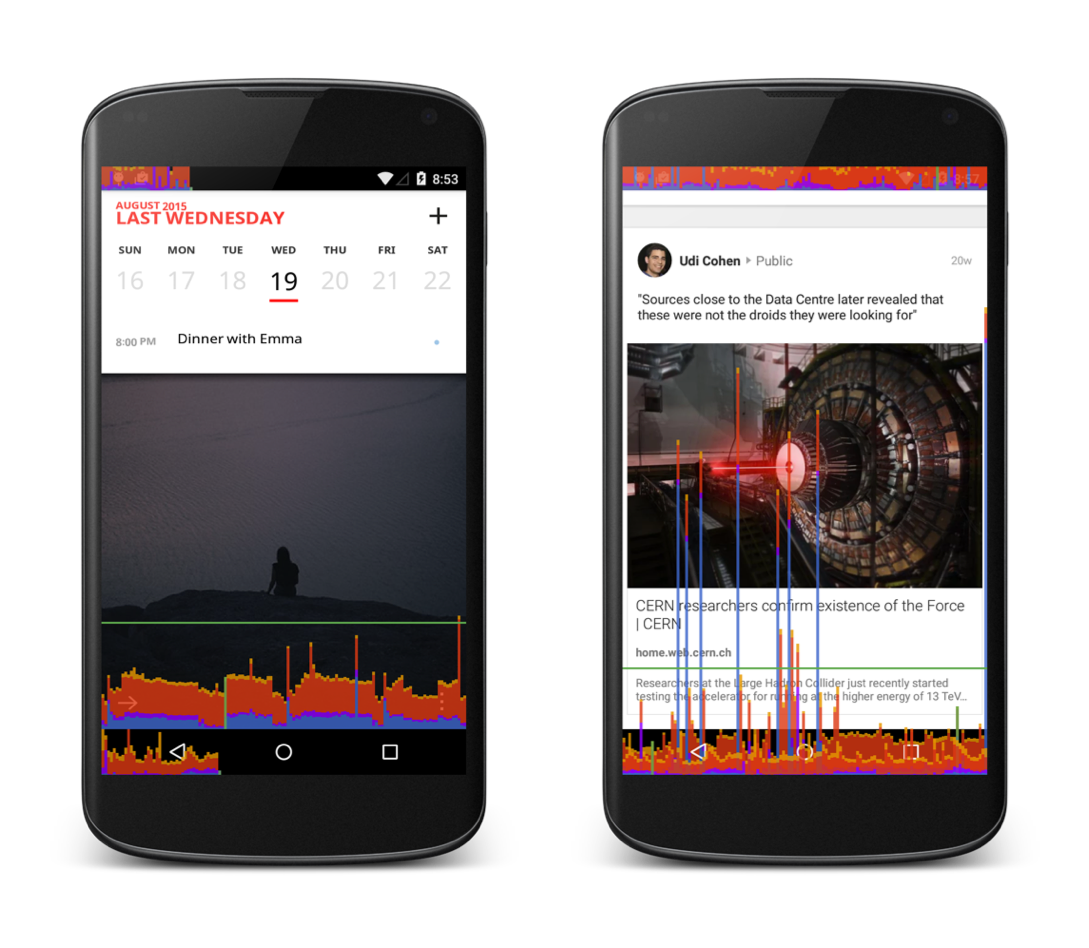 8:53
AUGUST 2015
LAST WEDNESDAY
+
SUN MON TUE WED THU FRI SAT
16 17 18 19 20 21 22
8:00 PM Dinner with Emma
8:57
Udi Cohen ▸ Public 20w
"Sources close to the Data Centre later revealed that
these were not the droids they were looking for"
CERN researchers confirm existence of the Force
| CERN
home.web.cern.ch
Researchers at the Large Hadron Collider just recently started
testing the accelerator for running at the higher energy of 13 TeV...